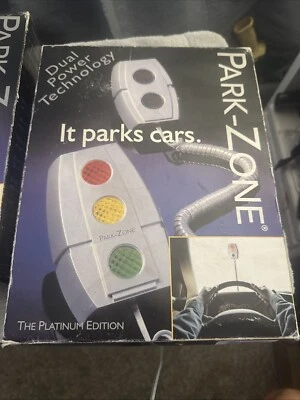 Dual
Power
Technology
PARK-ZONE®
It parks cars.
PARK-ZONE
THE PLATINUM EDITION
PARK-Z